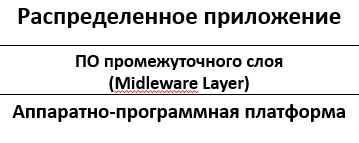 Распределенное приложение
ПО промежуточного слоя
(Midleware Layer)
Аппаратно-программная платформа